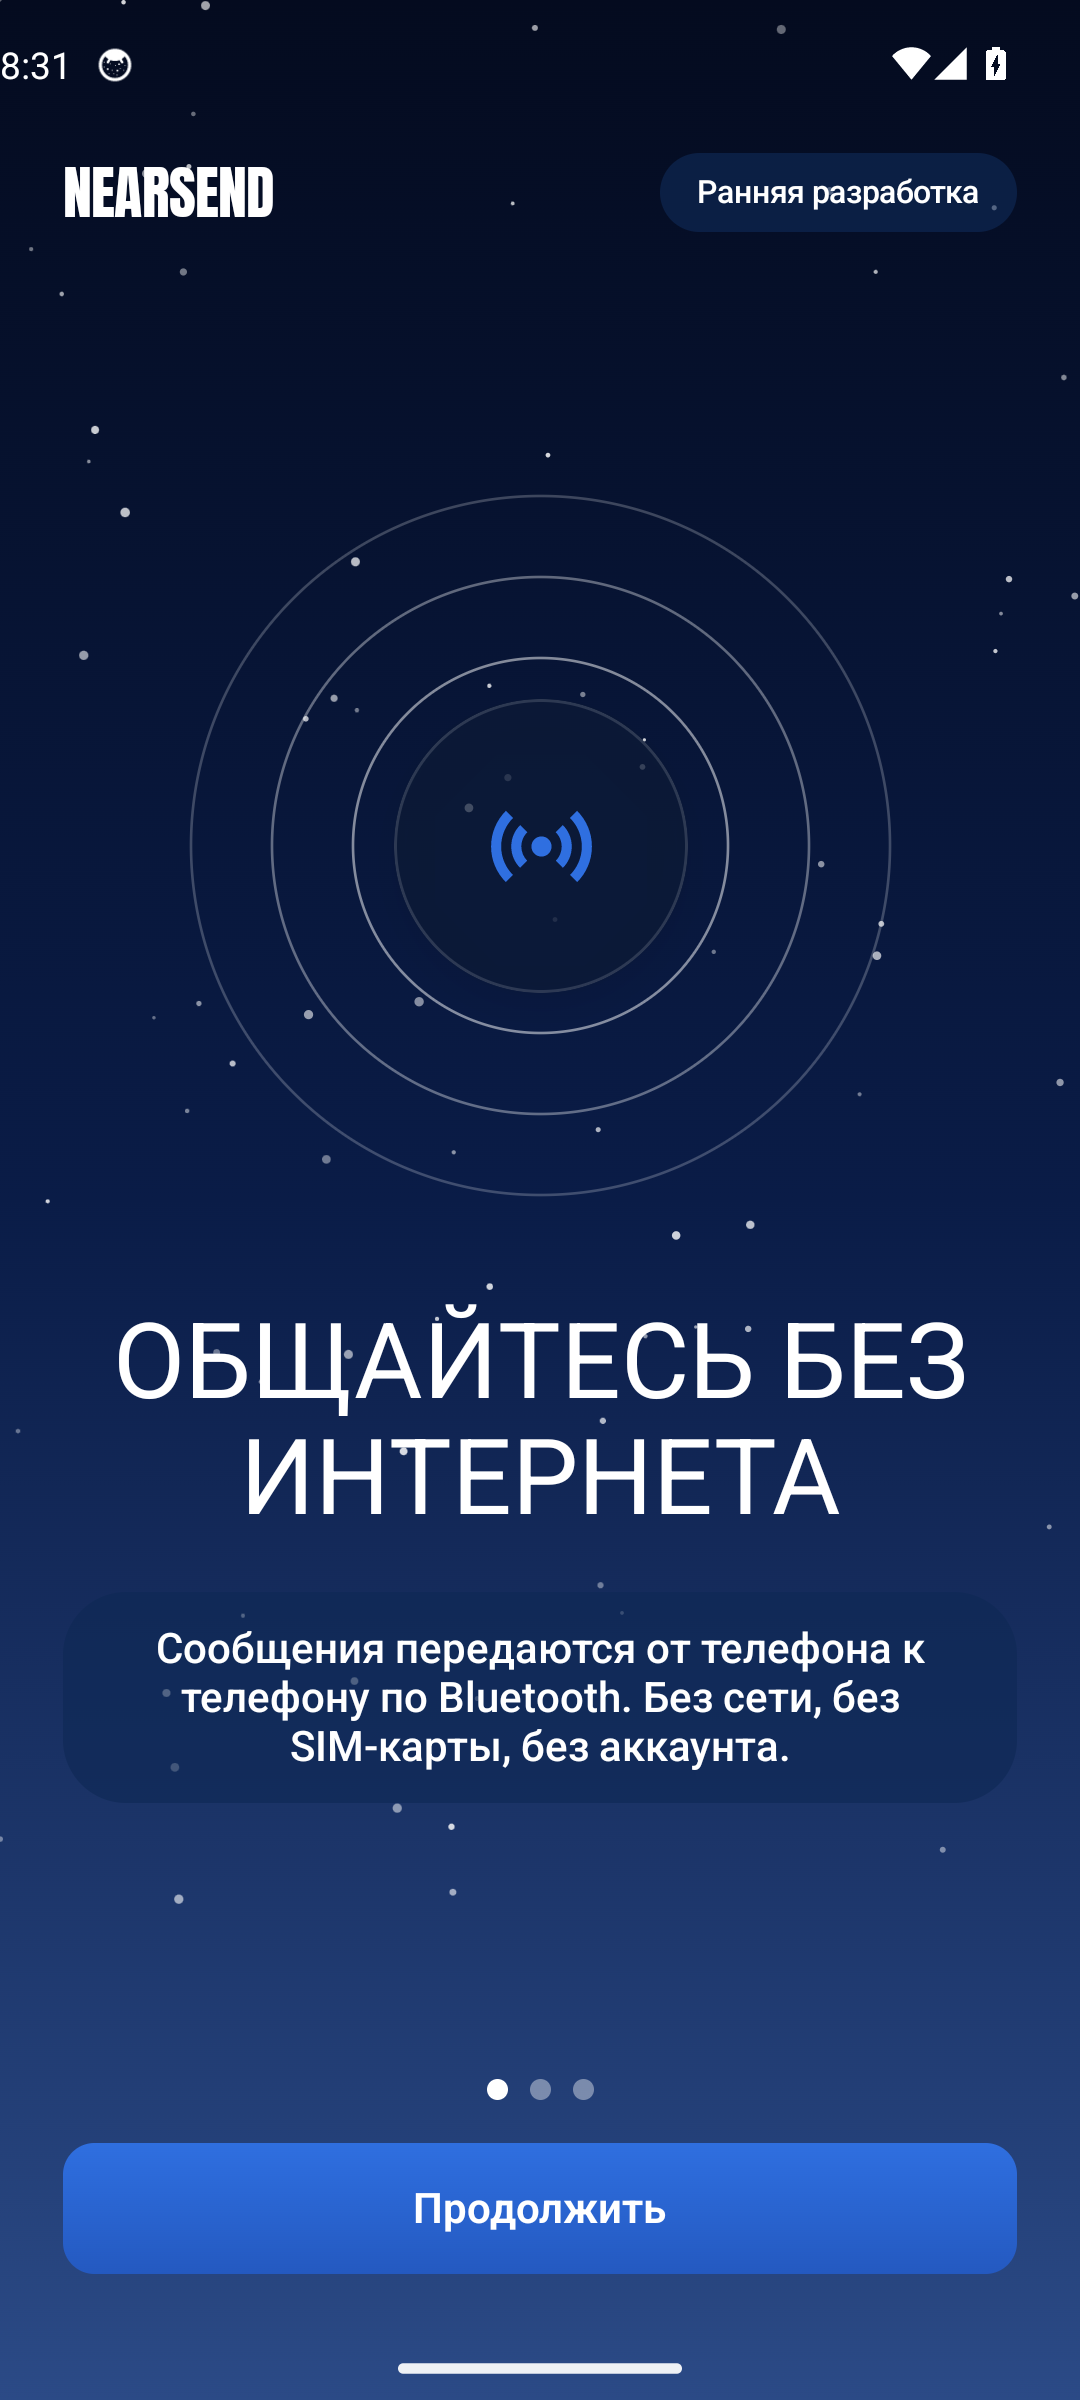 8:31
NEARSEND
Ранняя разработка
ОБЩАЙТЕСЬ БЕЗ
ИНТЕРНЕТА
Сообщения передаются от телефона к
телефону по Bluetooth. Без сети, без
SIM-карты, без аккаунта.
Продолжить